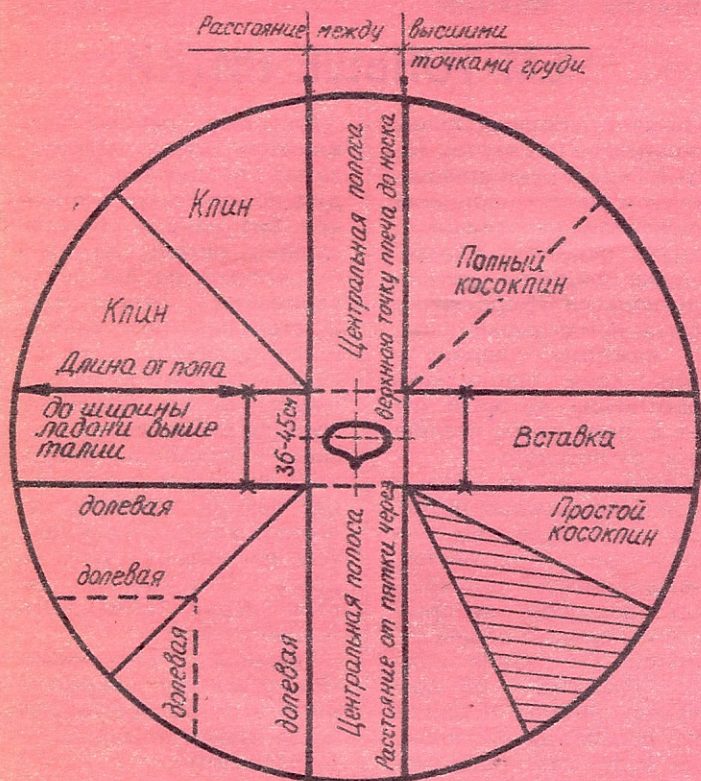 Расстояние между высшими
точками груди
Клин
Клин
Центральная полоса
верхнюю точку плеча до носка
Полный
косоклин
Длина от пола
до ширины
ладани выше
талии
36-45см
Вставка
долевая
долевая
долевая
долевая
Центральная полоса
Расстояние от пятки через
Простой
косоклин